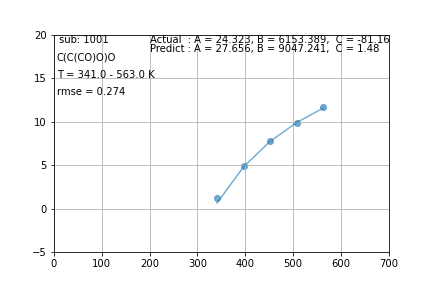 sub: 1001
Actual : A = 24.323, B = 6153.389, C = -81.16
Predict : A = 27.656, B = 9047.241, C = 1.48
C(C(CO)O)O
T = 341.0 - 563.0 K
rmse = 0.274
20
15
10
5
0
−5
0 100 200 300 400 500 600 700